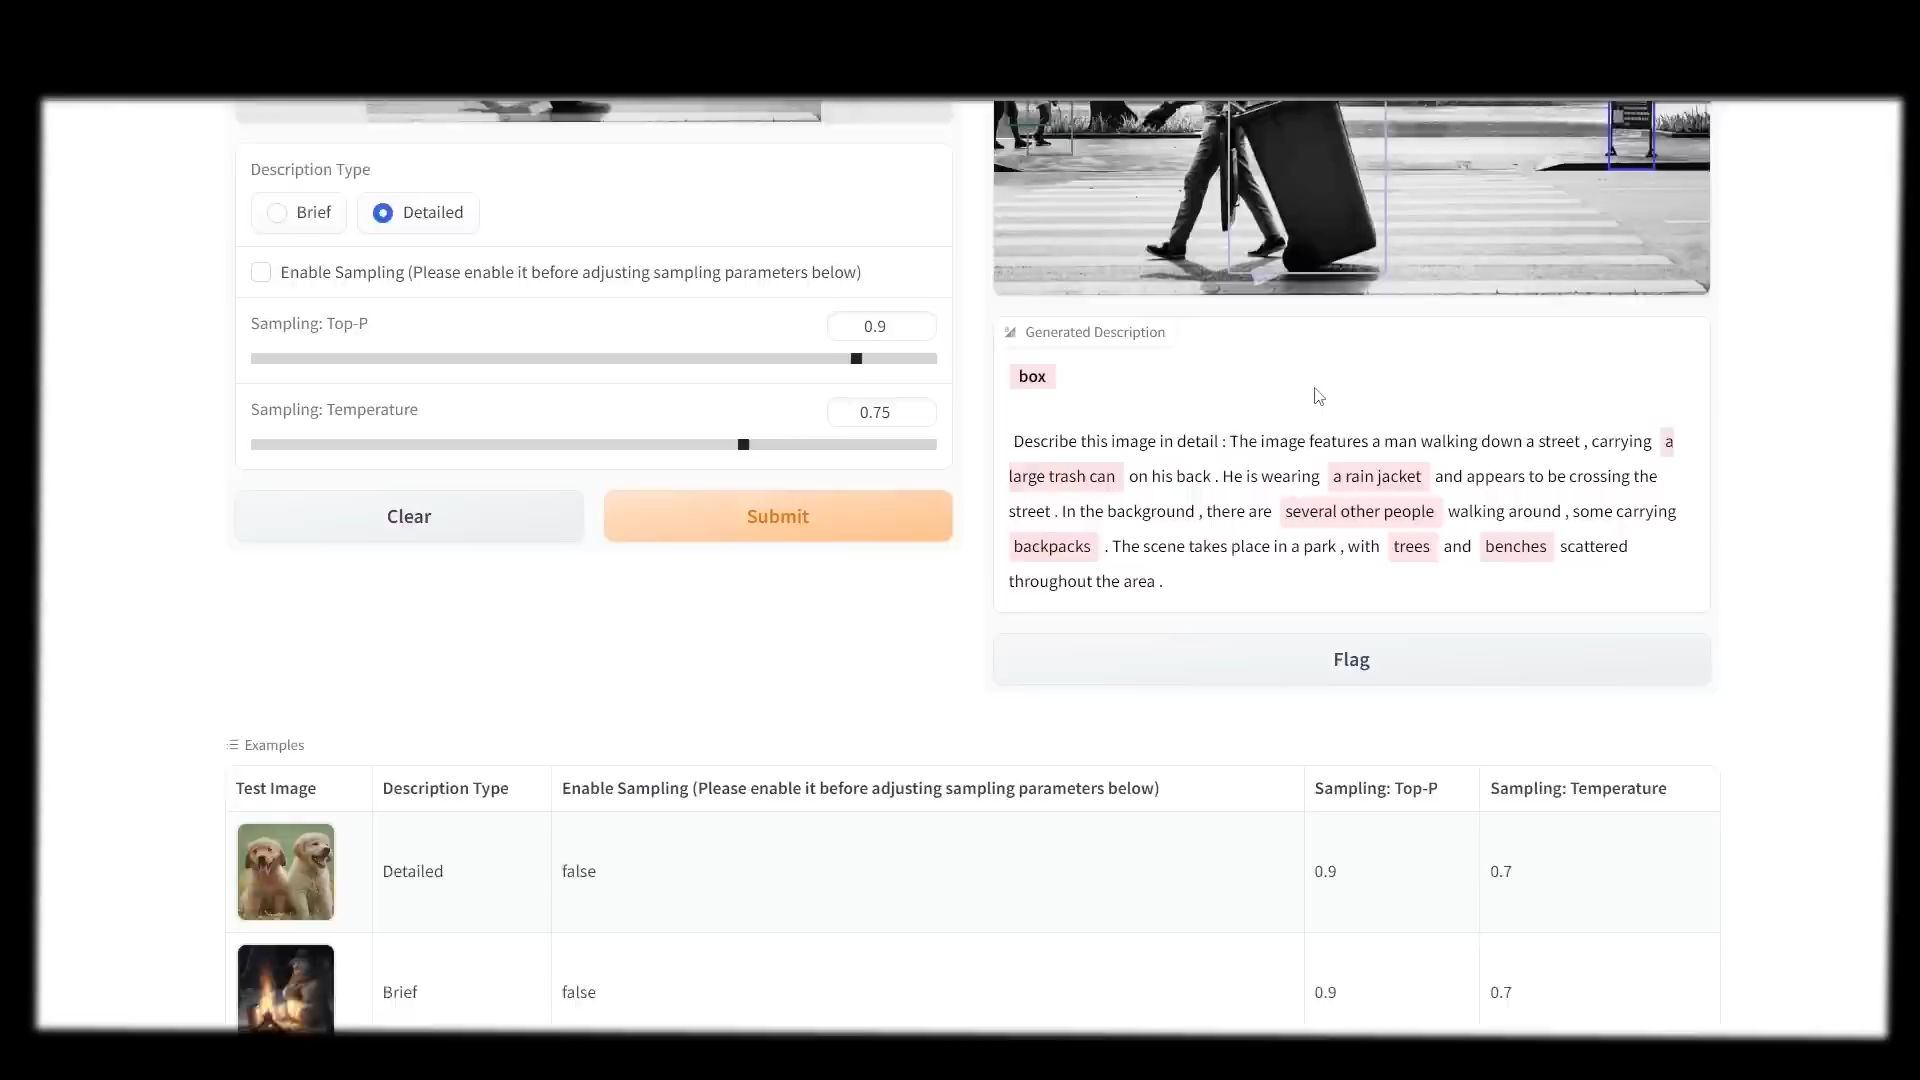 Description Type
Brief
Detailed
Enable Sampling (Please enable it before adjusting sampling parameters below)
Sampling: Top-P
0.9
Sampling: Temperature
0.75
Clear
Submit
Generated Description
box
Describe this image in detail : The image features a man walking down a street , carrying a
large trash can on his back . He is wearing a rain jacket and appears to be crossing the
street . In the background , there are several other people walking around , some carrying
backpacks . The scene takes place in a park , with trees and benches scattered
throughout the area .
Flag
Examples
Test Image Description Type Enable Sampling (Please enable it before adjusting sampling parameters below) Sampling: Top-P Sampling: Temperature
Detailed false 0.9 0.7
Brief false 0.9 0.7